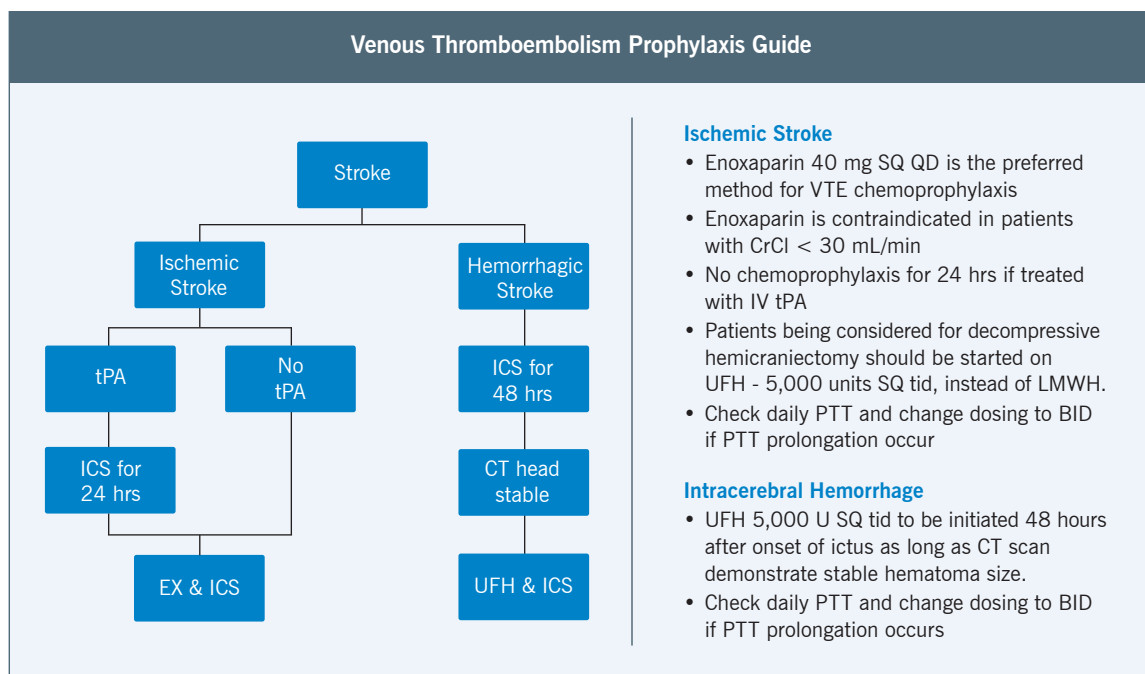 Venous Thromboembolism Prophylaxis Guide
Stroke
Ischemic
Stroke
Hemorrhagic
Stroke
tPA
No
tPA
ICS for
48 hrs
ICS for
24 hrs
CT head
stable
EX & ICS
UFH & ICS
Ischemic Stroke
• Enoxaparin 40 mg SQ QD is the preferred
method for VTE chemoprophylaxis
• Enoxaparin is contraindicated in patients
with CrCl < 30 mL/min
• No chemoprophylaxis for 24 hrs if treated
with IV tPA
• Patients being considered for decompressive
hemicraniectomy should be started on
UFH - 5,000 units SQ tid, instead of LMWH.
• Check daily PTT and change dosing to BID
if PTT prolongation occur
Intracerebral Hemorrhage
• UFH 5,000 U SQ tid to be initiated 48 hours
after onset of ictus as long as CT scan
demonstrate stable hematoma size.
• Check daily PTT and change dosing to BID
if PTT prolongation occurs